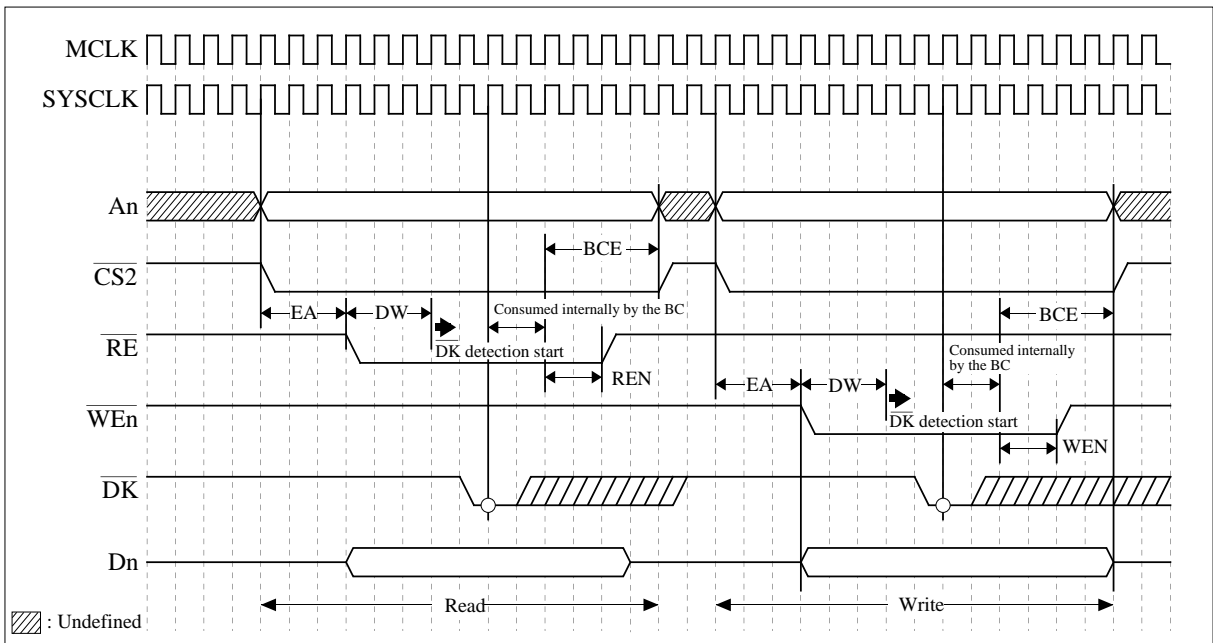 MCLK
SYSCLK
An
BCE
CS2
EA
DW
Consumed internally by the BC
BCE
RE
DK detection start
REN
Consumed internally
by the BC
EA
DW
WEn
DK detection start
WEN
DK
Dn
Read
Write
: Undefined